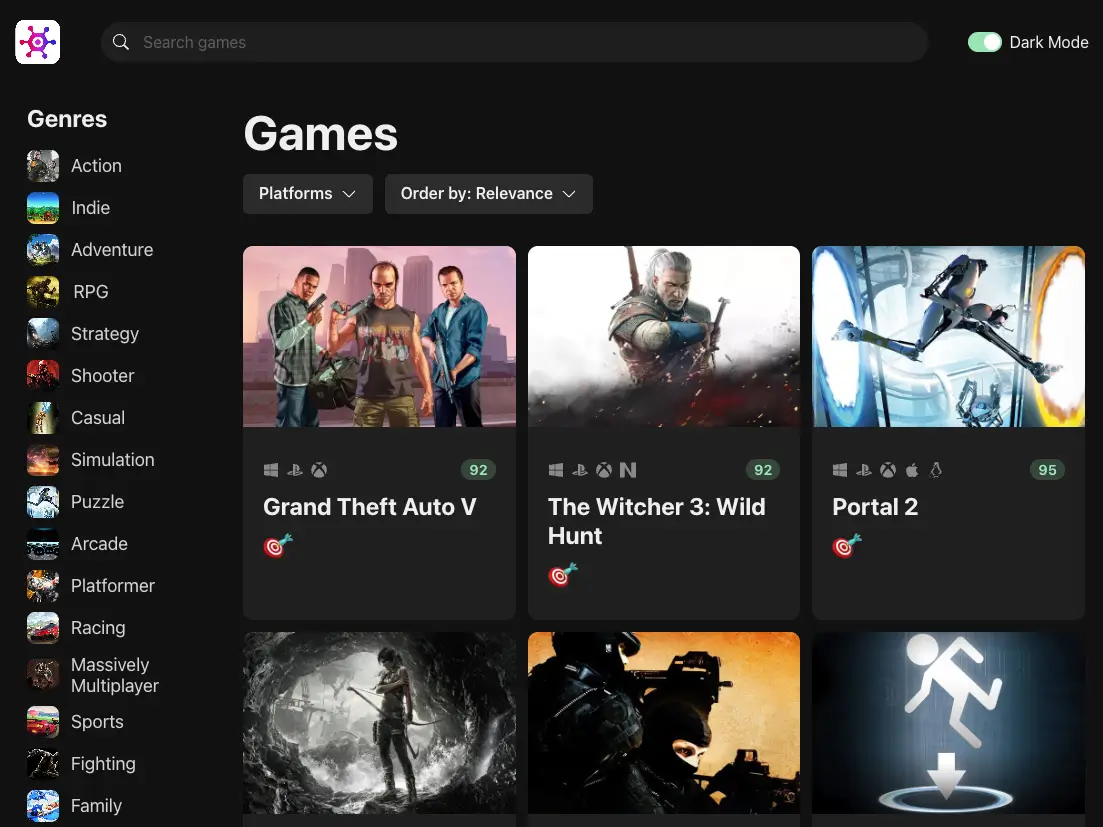 Search games
Dark Mode
Genres
Action
Indie
Adventure
RPG
Strategy
Shooter
Casual
Simulation
Puzzle
Arcade
Platformer
Racing
Massively
Multiplayer
Sports
Fighting
Family
Games
Platforms
Order by: Relevance
92
Grand Theft Auto V
92
The Witcher 3: Wild
Hunt
95
Portal 2